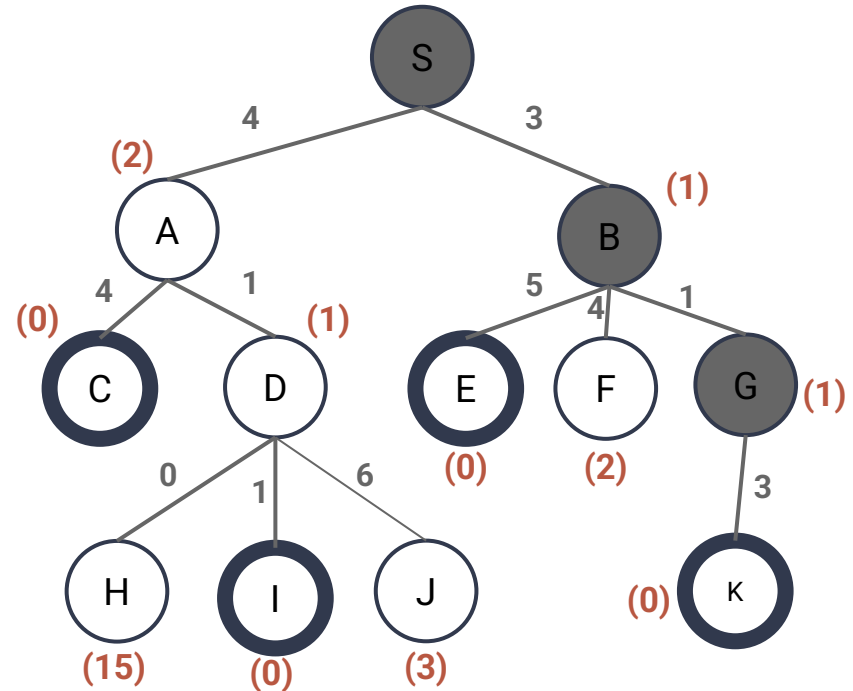 S
4 3
(2) (1)
A B
4 1 5 4 1
(0) (1)
C D E F G (1)
(0) (2)
0 1 6 3
H I J K (0)
(15) (0) (3)